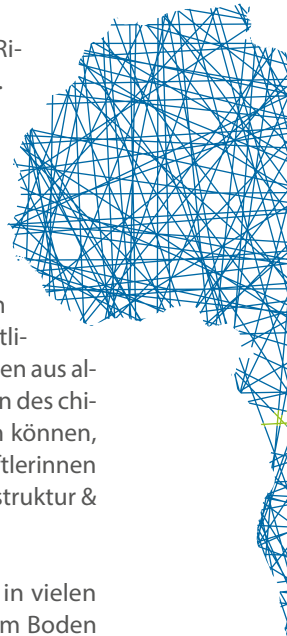 Ri-
.
n
tli-
en aus al-
n des chi-
n können,
ftlerinnen
struktur &
in vielen
m Boden